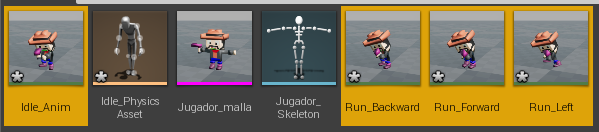 Idle_Anim
Idle_Physics
Asset
Jugador_malla
Jugador_
Skeleton
Run_Backward
Run_Forward
Run_Left